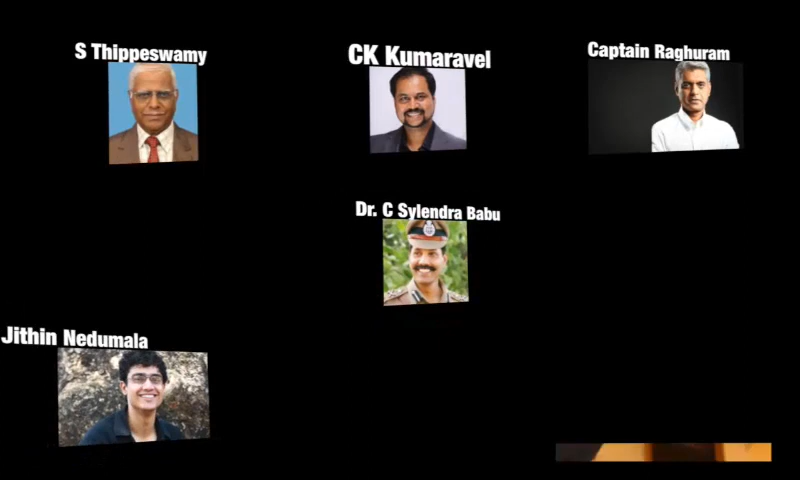 S Thippeswamy
CK Kumaravel
Captain Raghuram
Dr. C Sylendra Babu
Jithin Nedumala